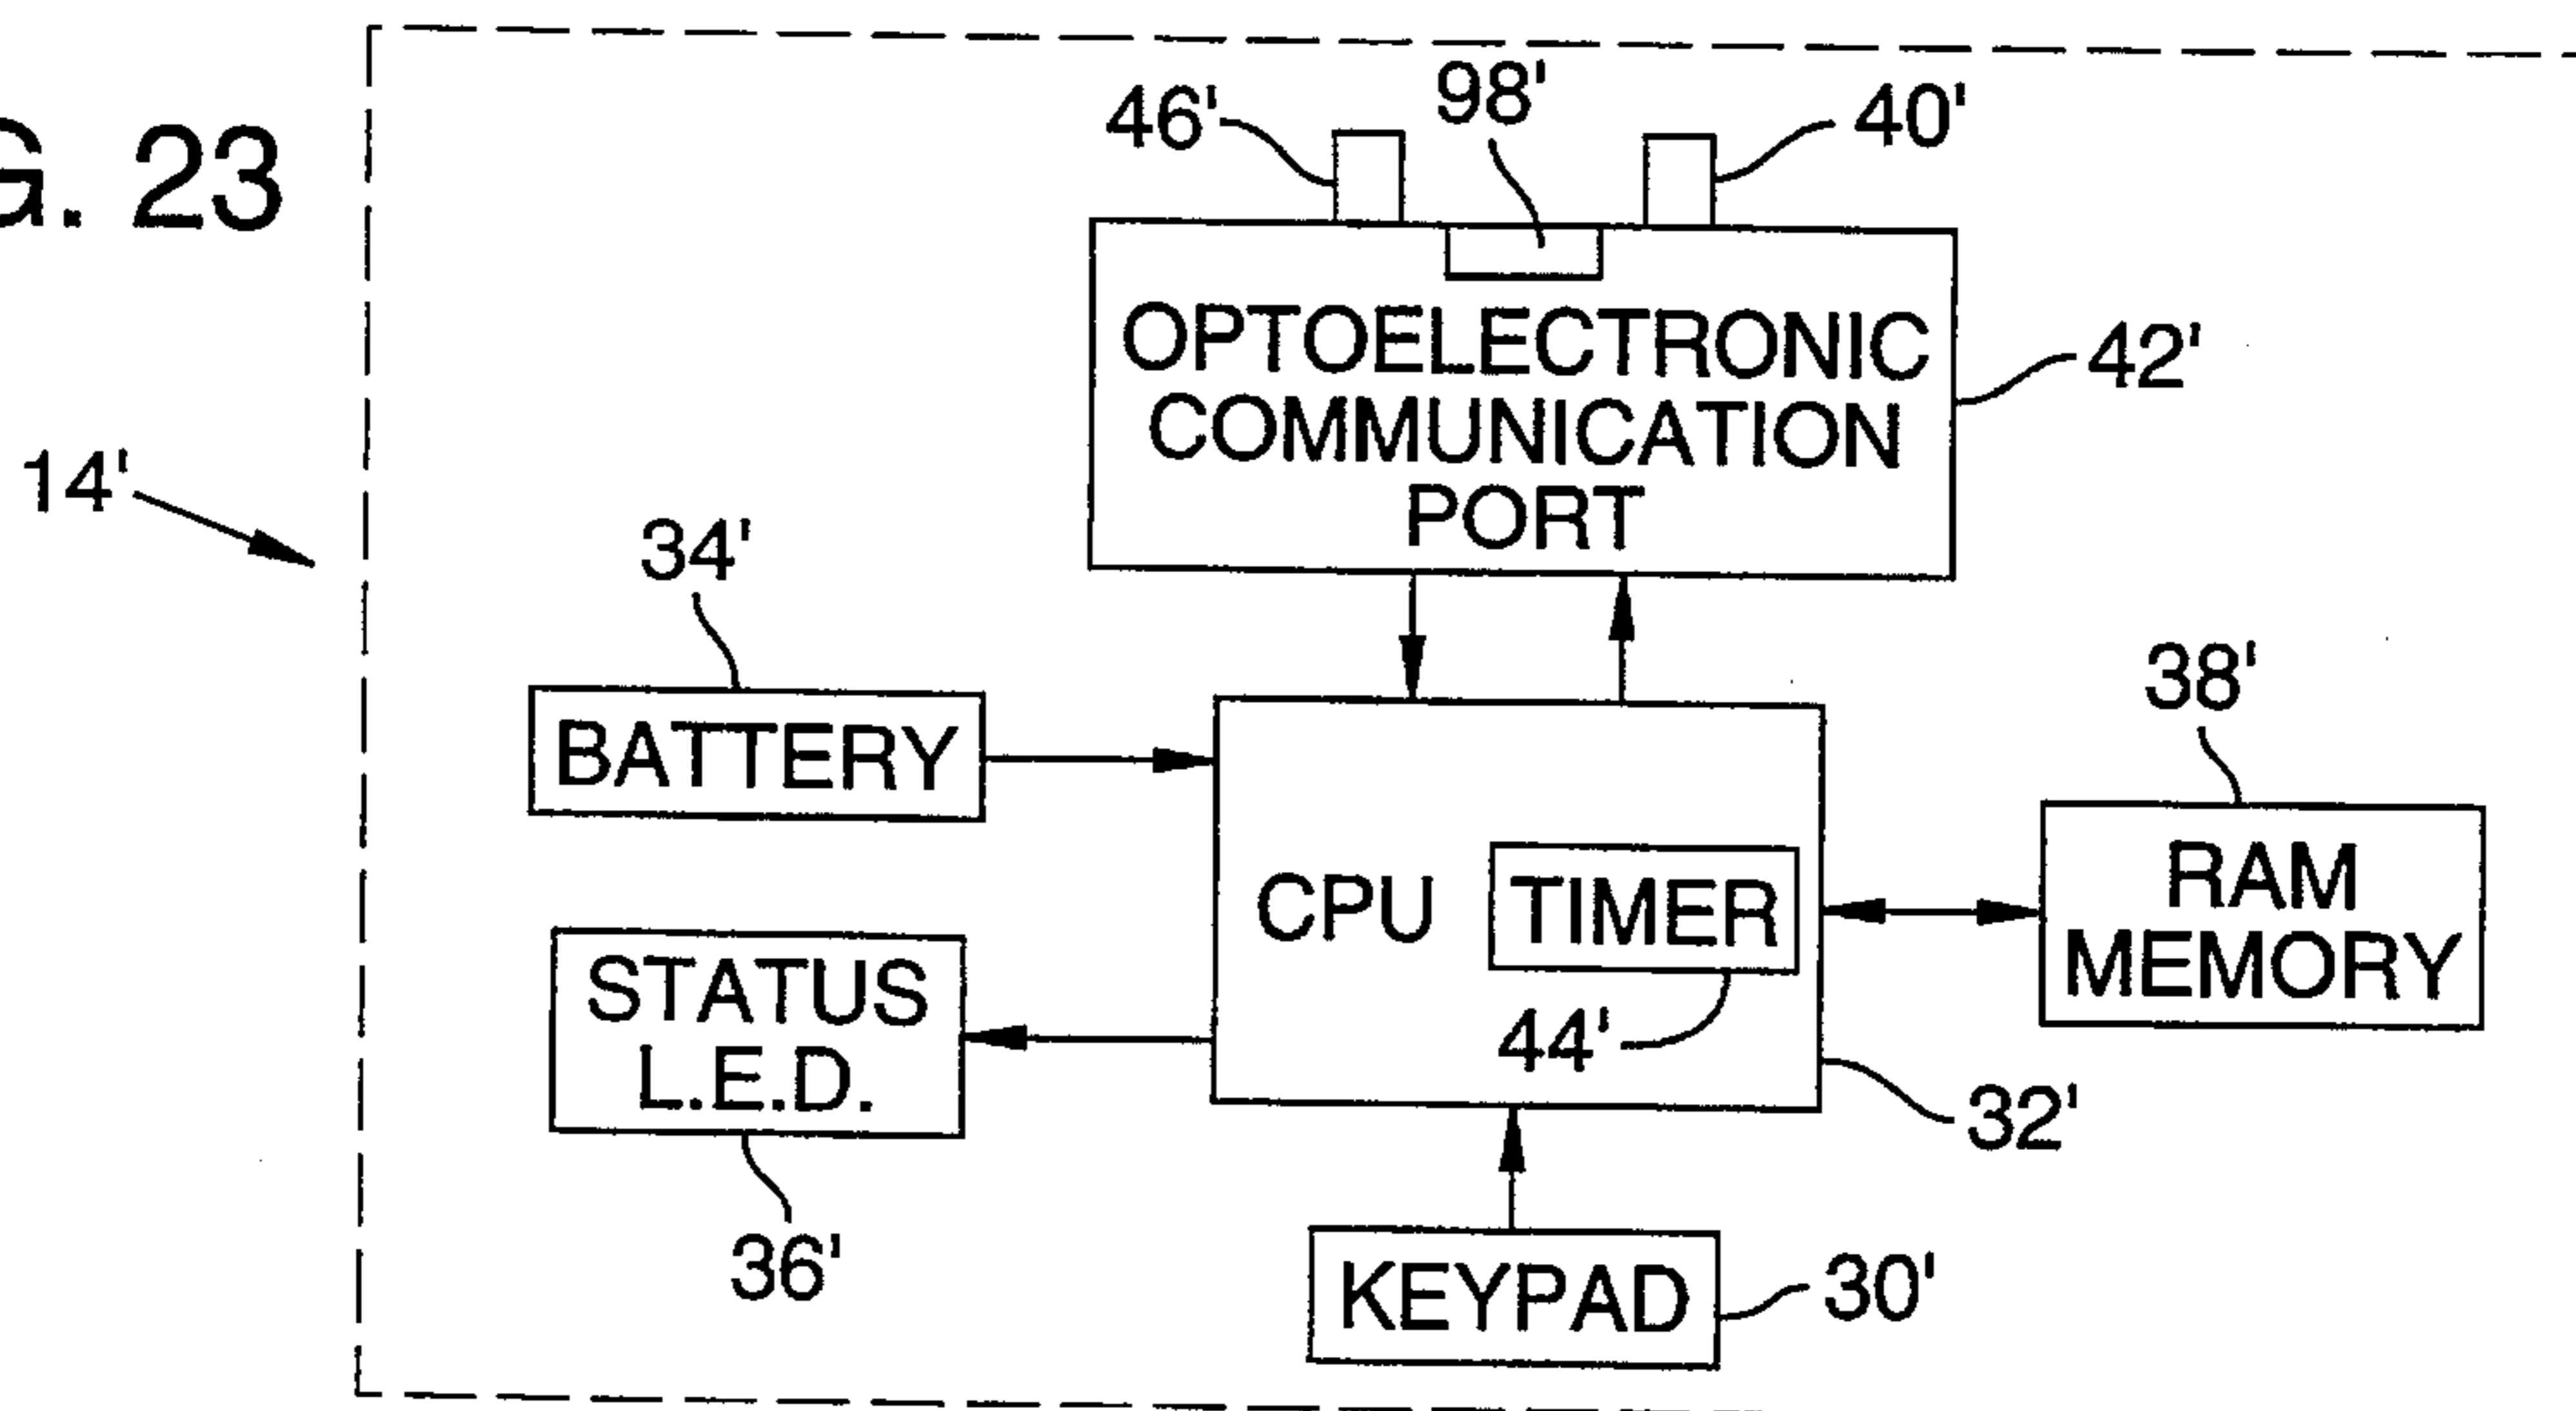 G. 23
46'
98'
40'
OPTOELECTRONIC
COMMUNICATION
PORT
42'
14'
34'
BATTERY
38'
CPU
TIMER
RAM
MEMORY
STATUS
L.E.D.
44'
32'
36'
KEYPAD
30'